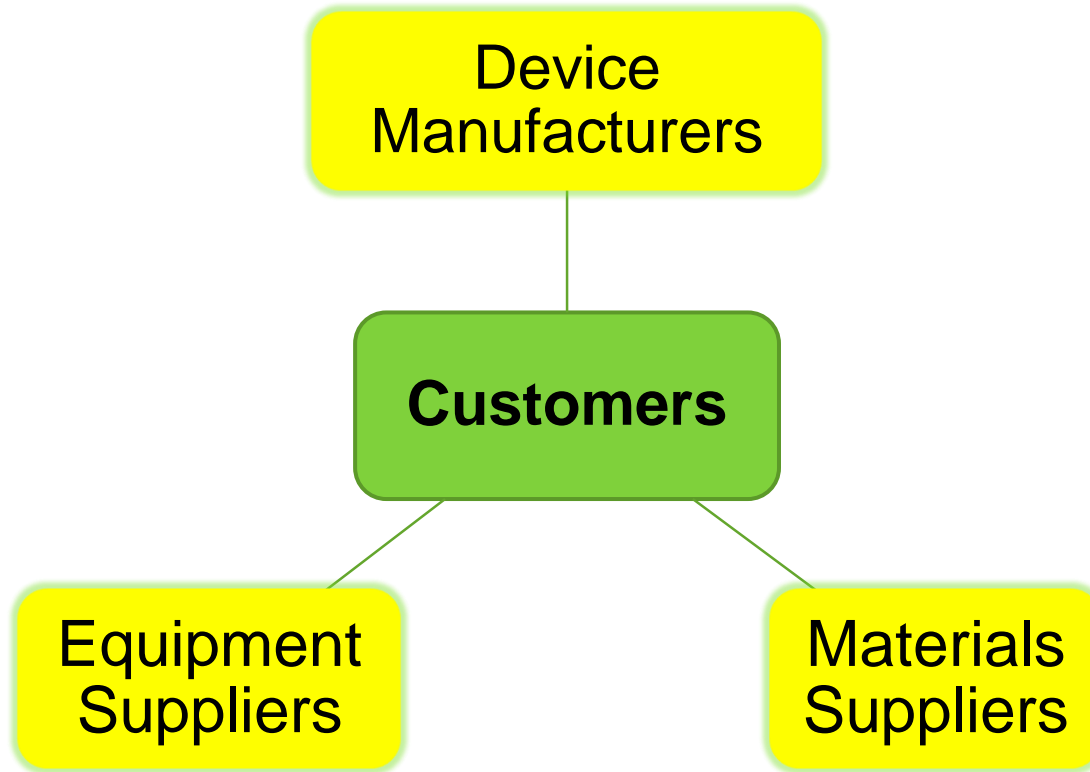 Device
Manufacturers
Customers
Equipment
Suppliers
Materials
Suppliers